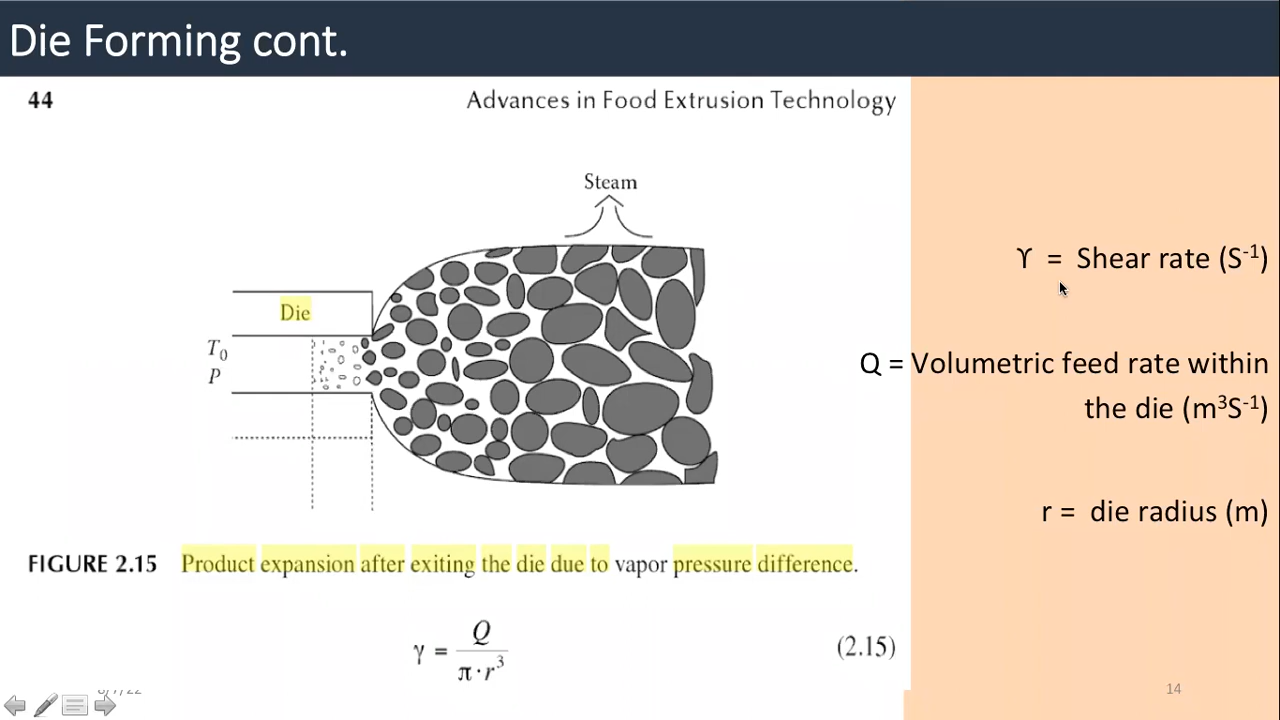 Die Forming cont.
44 Advances in Food Extrusion Technology
Steam
Die
T₀
P
ϒ = Shear rate (S⁻¹)
Q = Volumetric feed rate within
the die (m³S⁻¹)
r = die radius (m)
FIGURE 2.15 Product expansion after exiting the die due to vapor pressure difference.
γ = Q / π · r³ (2.15)
14